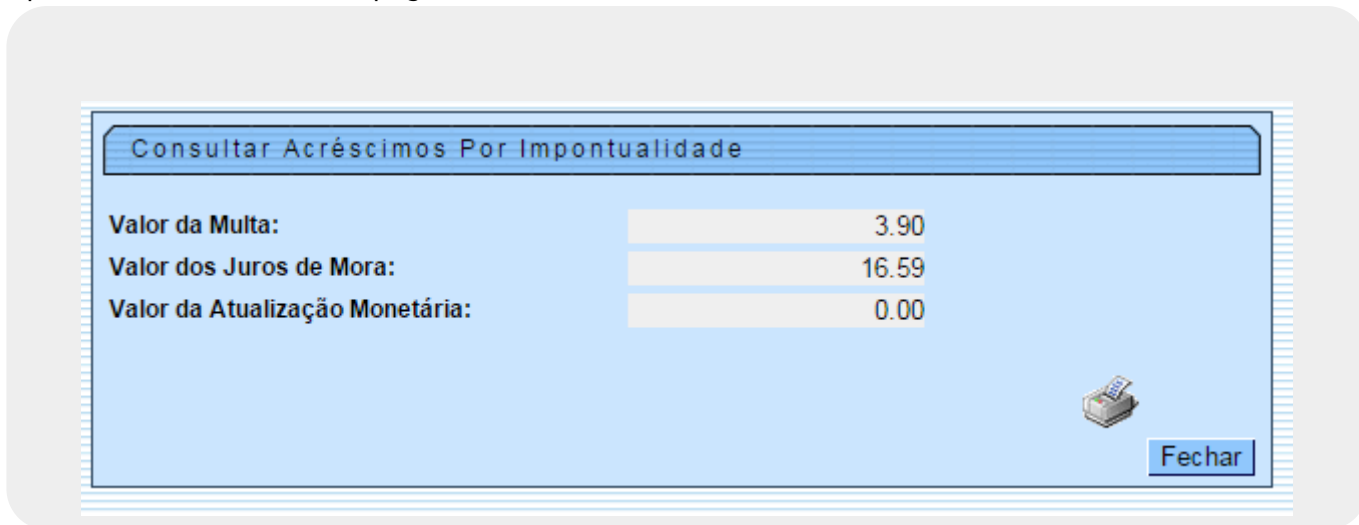 Consultar Acréscimos Por Impontualidade
Valor da Multa: 3.90
Valor dos Juros de Mora: 16.59
Valor da Atualização Monetária: 0.00
Fechar